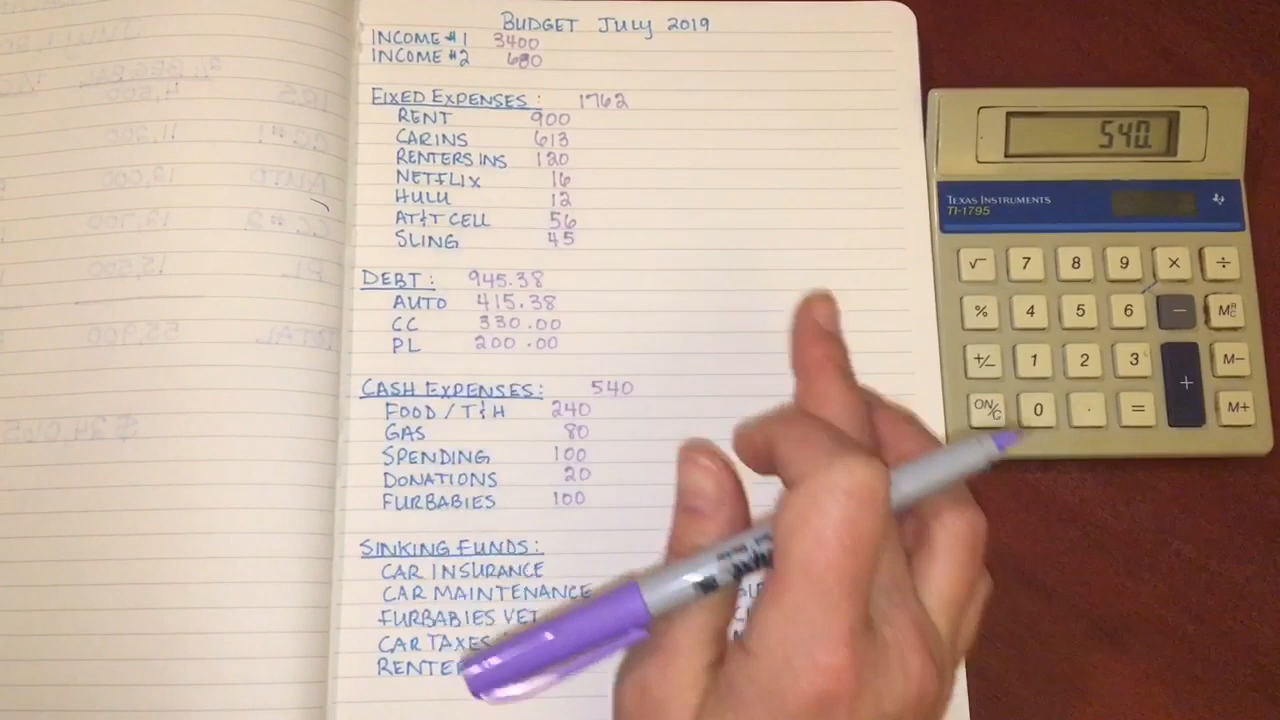 BUDGET JULY 2019
INCOME #1 3400
INCOME #2 680
FIXED EXPENSES: 1762
RENT 900
CAR INS 613
RENTERS INS 120
NETFLIX 16
HULU 12
AT&T CELL 56
SLING 45
DEBT: 945.38
AUTO 415.38
CC 330.00
PL 200.00
CASH EXPENSES: 540
FOOD / T&H 240
GAS 80
SPENDING 100
DONATIONS 20
FURBABIES 100
SINKING FUNDS:
CAR INSURANCE
CAR MAINTENANCE
FURBABIES VET
CAR TAXES
540.
TEXAS INSTRUMENTS
TI-1795
√ 7 8 9 × ÷
% 4 5 6 − MRC
+/− 1 2 3 + M−
ON/C 0 . = M+